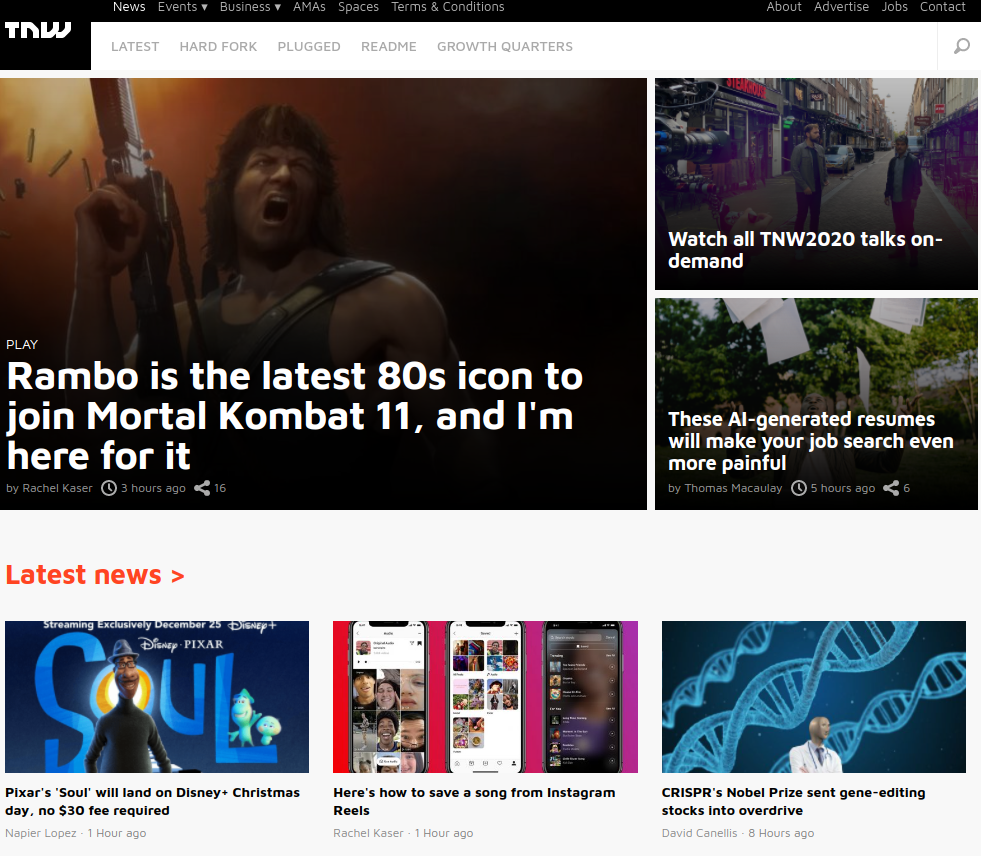 News Events ▾ Business ▾ AMAs Spaces Terms & Conditions About Advertise Jobs Contact
TNW
LATEST HARD FORK PLUGGED README GROWTH QUARTERS
STEAKHOUSE
PLAY
Rambo is the latest 80s icon to
join Mortal Kombat 11, and I'm
here for it
by Rachel Kaser 3 hours ago 16
Watch all TNW2020 talks on-
demand
These AI-generated resumes
will make your job search even
more painful
by Thomas Macaulay 5 hours ago 6
Latest news >
Streaming Exclusively December 25 Disney+
Disney · PIXAR
SOUL
Pixar's 'Soul' will land on Disney+ Christmas
day, no $30 fee required
Napier Lopez · 1 Hour ago
Audio
Here's how to save a song from Instagram
Reels
Rachel Kaser · 1 Hour ago
CRISPR's Nobel Prize sent gene-editing
stocks into overdrive
David Canellis · 8 Hours ago